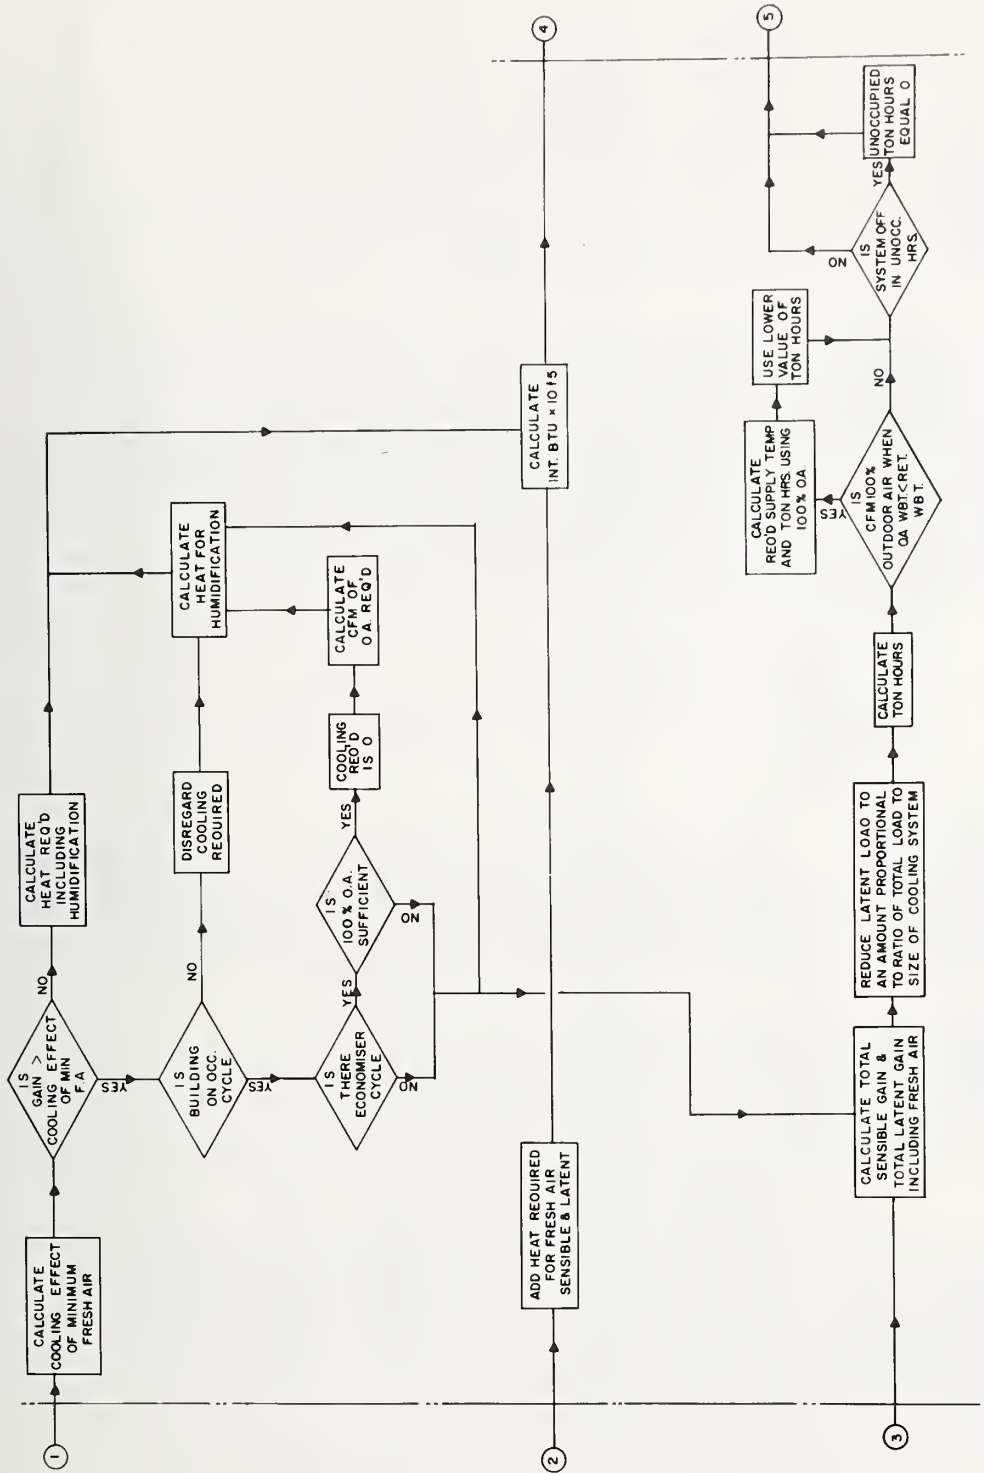 1
CALCULATE
COOLING EFFECT
OF MINIMUM
FRESH AIR
IS
GAIN >
COOLING EFFECT
OF MIN
F.A
NO
YES
CALCULATE
HEAT REQ'D
INCLUDING
HUMIDIFICATION
IS
BUILDING
ON OCC.
CYCLE
NO
YES
DISREGARD
COOLING
REQUIRED
CALCULATE
HEAT FOR
HUMIDIFICATION
IS
THERE
ECONOMISER
CYCLE
YES
NO
IS
100% O.A.
SUFFICIENT
YES
NO
COOLING
REQ'D
IS 0
CALCULATE
CFM OF
O.A. REQ'D
2
ADD HEAT REQUIRED
FOR FRESH AIR
SENSIBLE & LATENT
CALCULATE
INT. BTU × 10↑5
4
3
CALCULATE TOTAL
SENSIBLE GAIN &
TOTAL LATENT GAIN
INCLUDING FRESH AIR
REDUCE LATENT LOAD TO
AN AMOUNT PROPORTIONAL
TO RATIO OF TOTAL LOAD TO
SIZE OF COOLING SYSTEM
CALCULATE
TON HOURS
IS
CFM 100%
OUTDOOR AIR WHEN
OA WBT.<RET.
WBT.
YES
NO
CALCULATE
REQ'D SUPPLY TEMP
AND TON HRS. USING
100% O.A.
USE LOWER
VALUE OF
TON HOURS
IS
SYSTEM OFF
IN UNOCC.
HRS.
NO
YES
UNOCCUPIED
TON HOURS
EQUAL 0
5